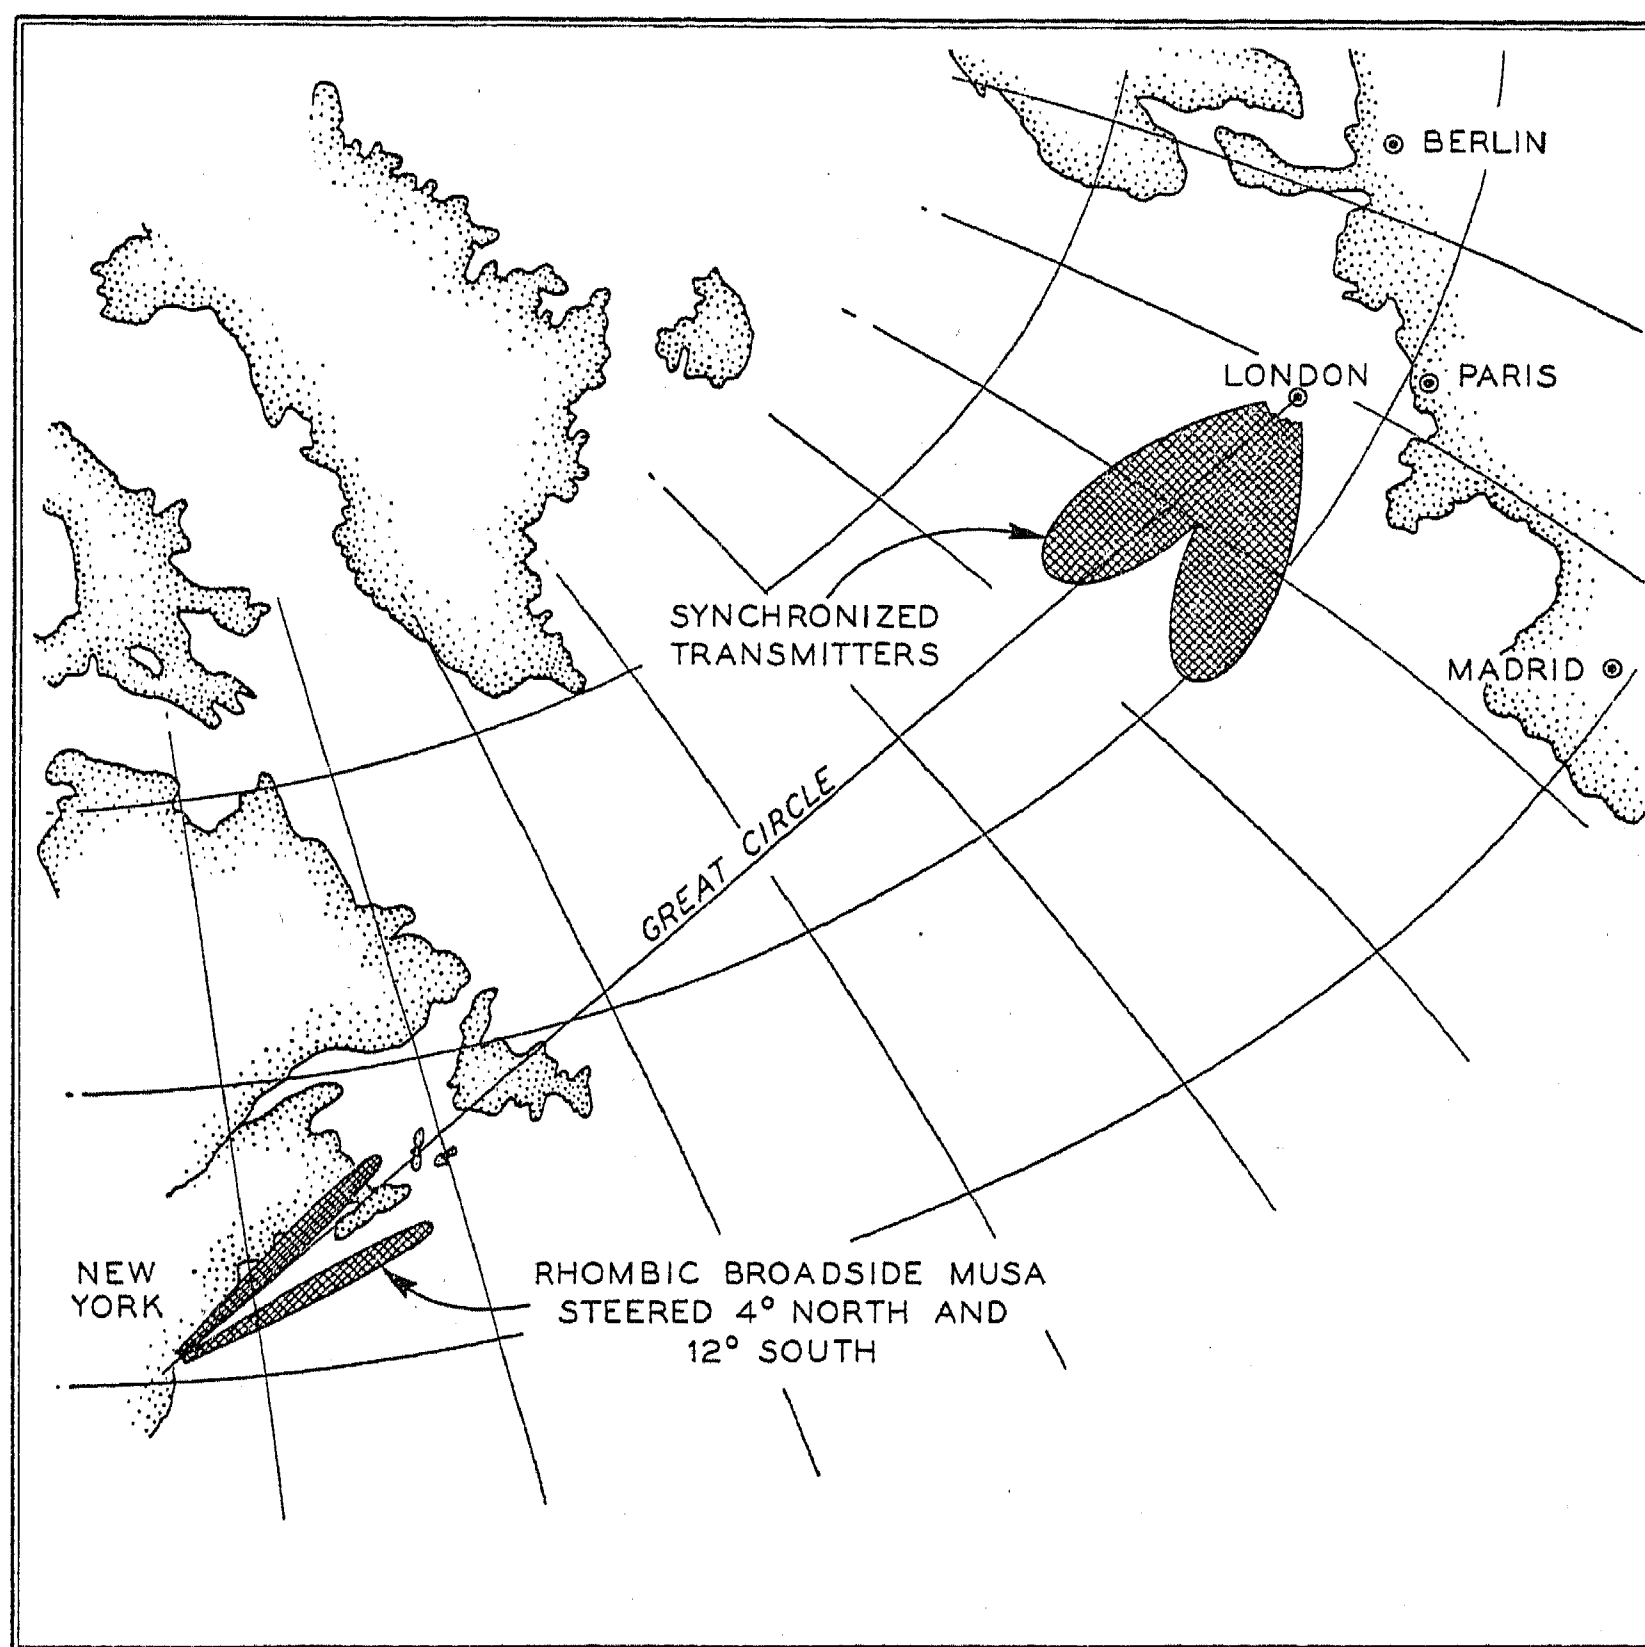 BERLIN
LONDON
PARIS
SYNCHRONIZED
TRANSMITTERS
MADRID
GREAT CIRCLE
NEW
YORK
RHOMBIC BROADSIDE MUSA
STEERED 4° NORTH AND
12° SOUTH